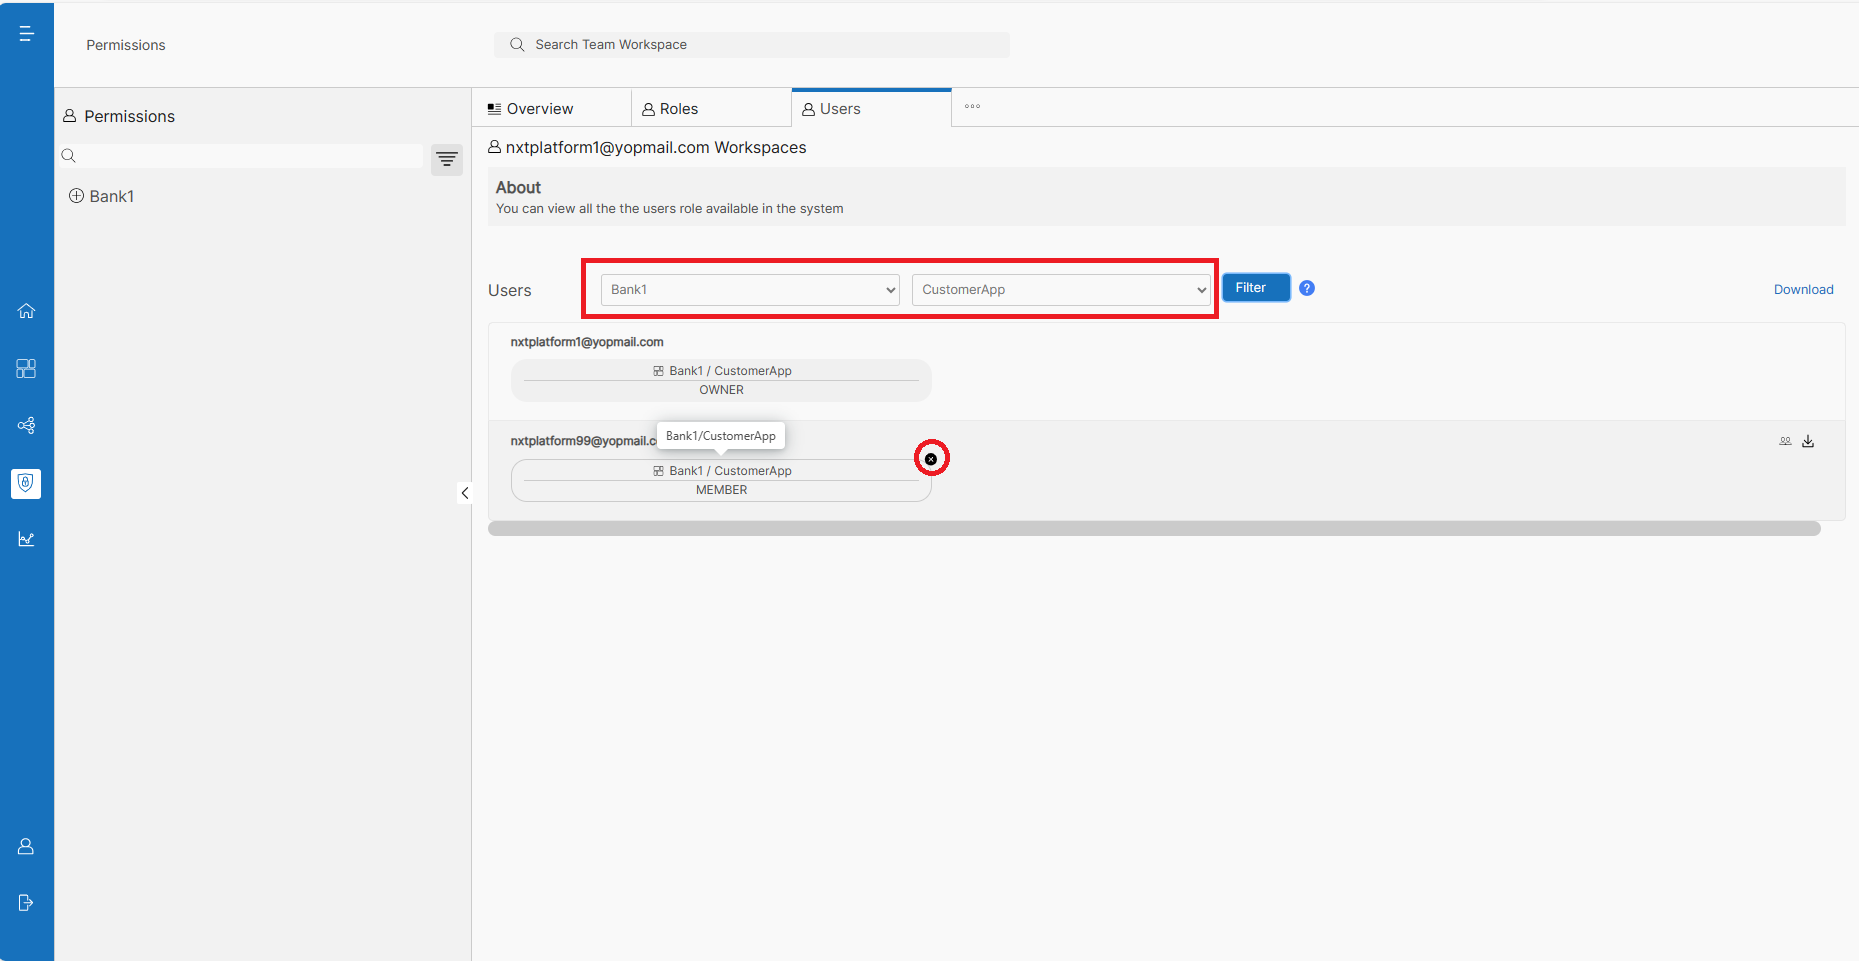 Permissions
Search Team Workspace
Permissions
Bank1
Overview
Roles
Users
nxtplatform1@yopmail.com Workspaces
About
You can view all the the users role available in the system
Users
Bank1
CustomerApp
Filter
?
Download
nxtplatform1@yopmail.com
Bank1 / CustomerApp
OWNER
nxtplatform99@yopmail.c
Bank1/CustomerApp
Bank1 / CustomerApp
MEMBER